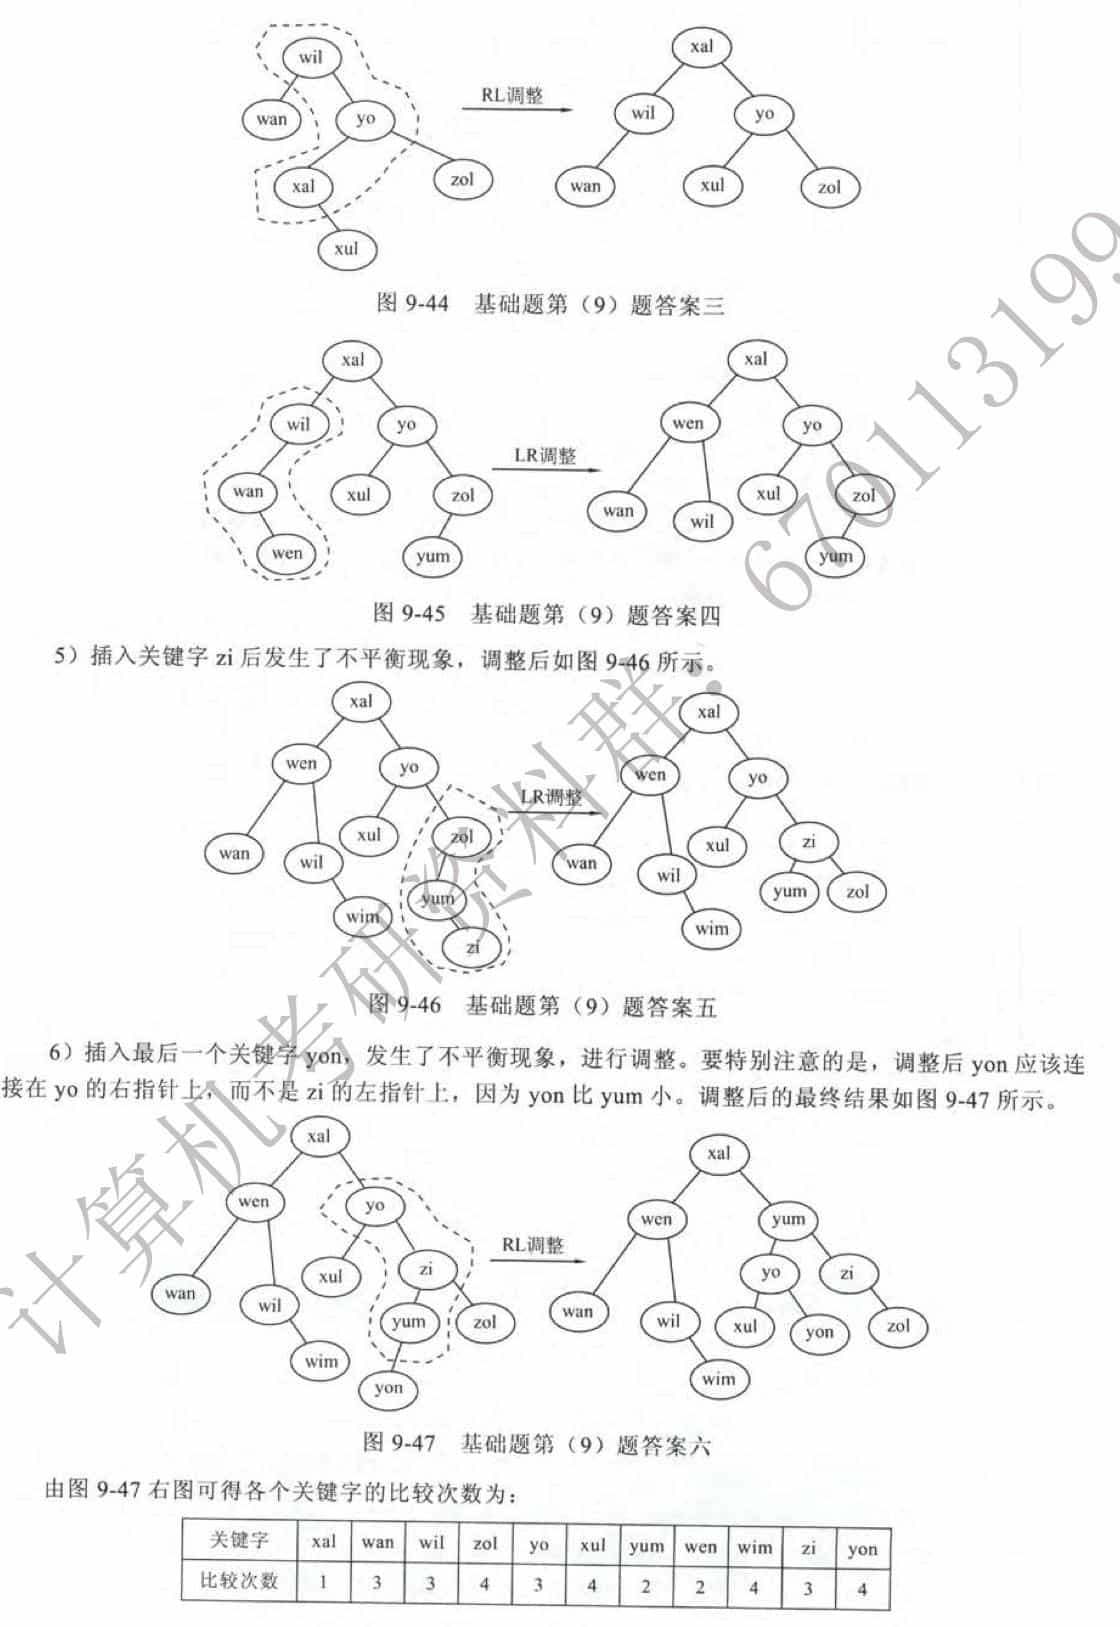 wil
wan
yo
xal
zol
xul
RL调整
xal
wil
yo
wan
xul
zol
图 9-44 基础题第（9）题答案三
xal
wil
yo
wan
xul
zol
wen
yum
LR调整
xal
wen
yo
wan
wil
xul
zol
yum
图 9-45 基础题第（9）题答案四
5）插入关键字 zi 后发生了不平衡现象，调整后如图 9-46 所示。
xal
wen
yo
wan
wil
xul
zol
wim
yum
zi
LR调整
xal
wen
yo
wan
wil
xul
zi
yum
zol
wim
图 9-46 基础题第（9）题答案五
6）插入最后一个关键字 yon，发生了不平衡现象，进行调整。要特别注意的是，调整后 yon 应该连
接在 yo 的右指针上，而不是 zi 的左指针上，因为 yon 比 yum 小。调整后的最终结果如图 9-47 所示。
xal
wen
yo
wan
wil
xul
zi
wim
yum
zol
yon
RL调整
xal
wen
yum
wan
wil
yo
zi
xul
yon
zol
wim
图 9-47 基础题第（9）题答案六
由图 9-47 右图可得各个关键字的比较次数为：
关键字 xal wan wil zol yo xul yum wen wim zi yon
比较次数 1 3 3 4 3 4 2 2 4 3 4
计算机考研资料群：670113199